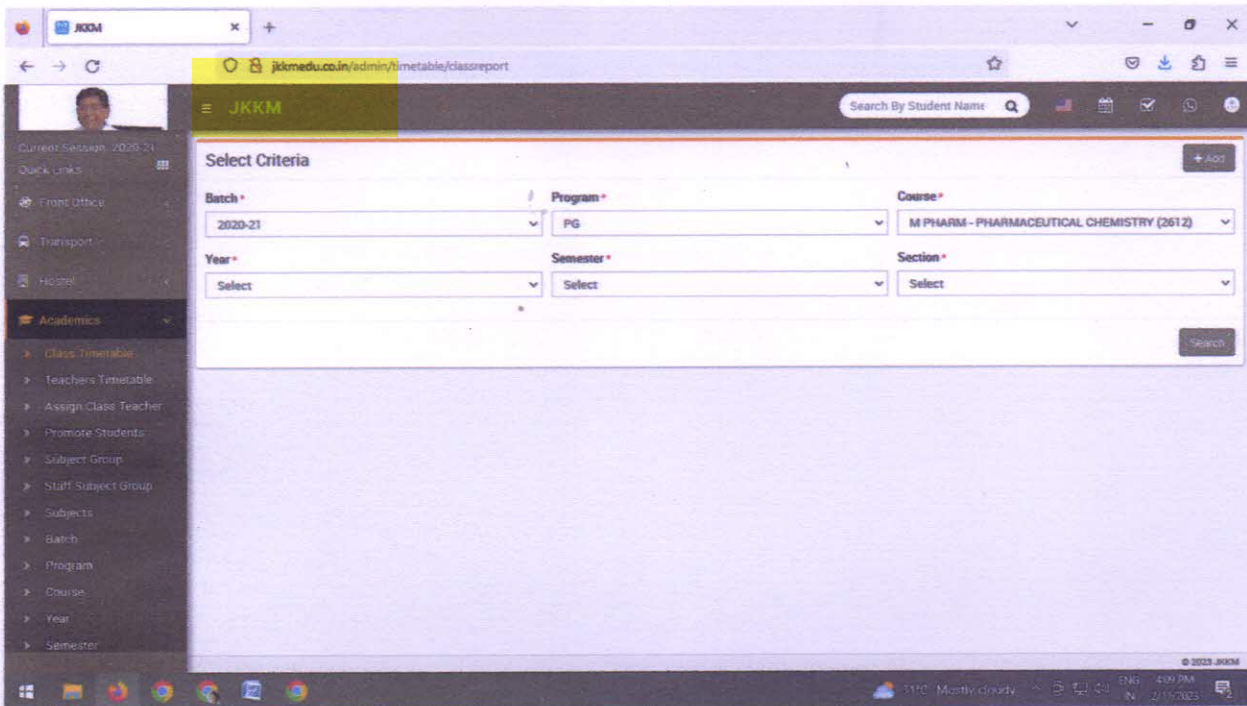 JKKM
jkkmedu.co.in/admin/timetable/classreport
JKKM
Search By Student Name
Current Session: 2020-21
Quick Links
Select Criteria
+ Add
Front Office
Transport
Hostel
Academics
Class Timetable
Teachers Timetable
Assign Class Teacher
Promote Students
Subject Group
Staff Subject Group
Subjects
Batch
Program
Course
Year
Semester
Batch *
Program *
Course *
2020-21
PG
M PHARM - PHARMACEUTICAL CHEMISTRY (2612)
Year *
Semester *
Section *
Select
Select
Select
Search
© 2023 JKKM
31°C Mostly cloudy
ENG
IN
4:09 PM